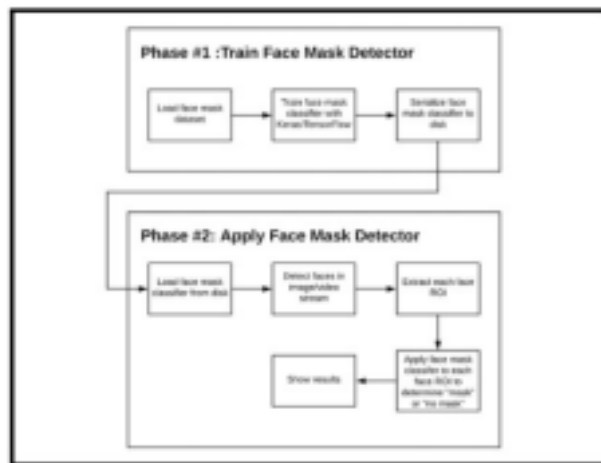 Phase #1 :Train Face Mask Detector
Load face mask
dataset
Train face mask
classifier with
Keras/TensorFlow
Serialize face
mask classifier to
disk
Phase #2: Apply Face Mask Detector
Load face mask
classifier from disk
Detect faces in
image/video
stream
Extract each face
ROI
Apply face mask
classifier to each
face ROI to
determine "mask"
or "no mask"
Show results